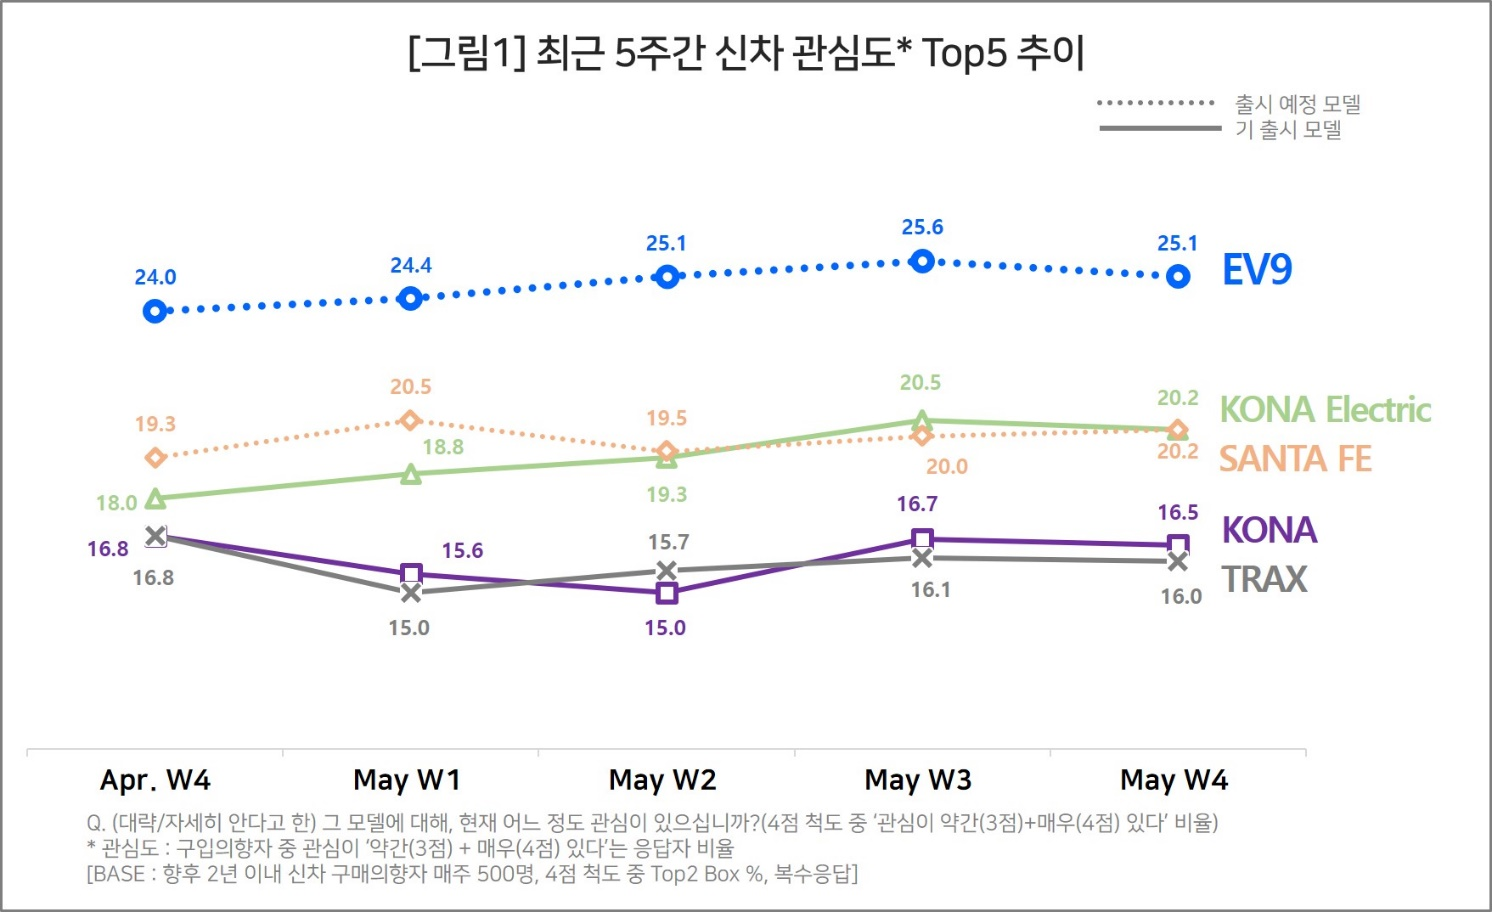 [그림1] 최근 5주간 신차 관심도* Top5 추이
출시 예정 모델
기 출시 모델
24.0 24.4 25.1 25.6 25.1 EV9
19.3 20.5 19.5 20.5 20.2 KONA Electric
18.0 18.8 19.3 20.0 20.2 SANTA FE
16.8 15.6 15.7 16.7 16.5 KONA
16.8 15.0 15.0 16.1 16.0 TRAX
Apr. W4 May W1 May W2 May W3 May W4
Q. (대략/자세히 안다고 한) 그 모델에 대해, 현재 어느 정도 관심이 있으십니까?(4점 척도 중 ‘관심이 약간(3점)+매우(4점) 있다’ 비율)
* 관심도 : 구입의향자 중 관심이 ‘약간(3점) + 매우(4점) 있다’는 응답자 비율
[BASE : 향후 2년 이내 신차 구매의향자 매주 500명, 4점 척도 중 Top2 Box %, 복수응답]